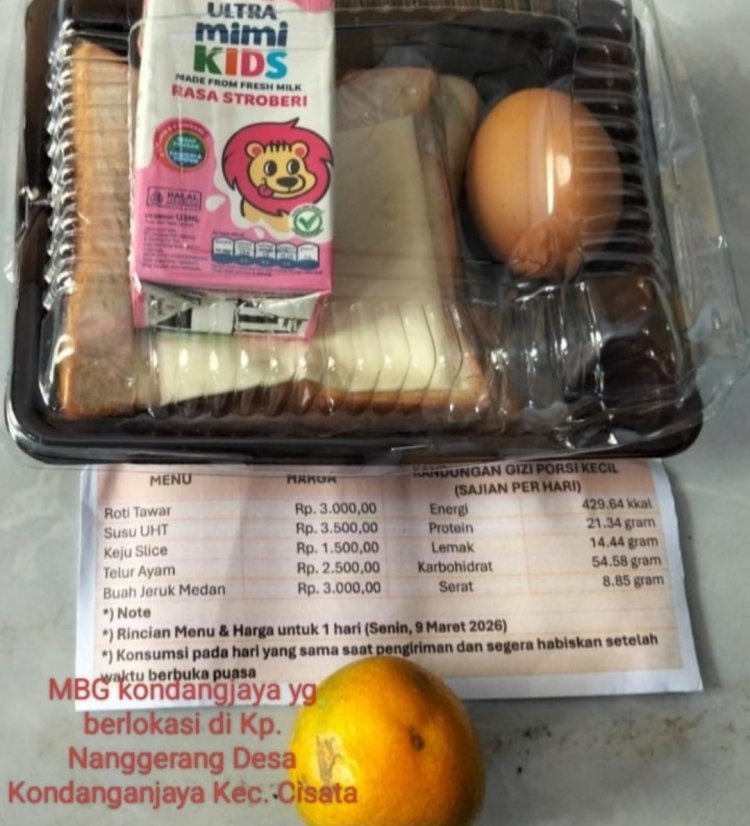 ULTRA
mimi
KIDS
MADE FROM FRESH MILK
RASA STROBERI
HALAL
125ML
MENU HARGA KANDUNGAN GIZI PORSI KECIL
(SAJIAN PER HARI)
Roti Tawar Rp. 3.000,00 Energi 429.64 kkal
Susu UHT Rp. 3.500,00 Protein 21.34 gram
Keju Slice Rp. 1.500,00 Lemak 14.44 gram
Telur Ayam Rp. 2.500,00 Karbohidrat 54.58 gram
Buah Jeruk Medan Rp. 3.000,00 Serat 8.85 gram
*) Note
*) Rincian Menu & Harga untuk 1 hari (Senin, 9 Maret 2026)
*) Konsumsi pada hari yang sama saat pengiriman dan segera habiskan setelah
waktu berbuka puasa
MBG kondangjaya yg
berlokasi di Kp.
Nanggerang Desa
Kondanganjaya Kec. Cisata